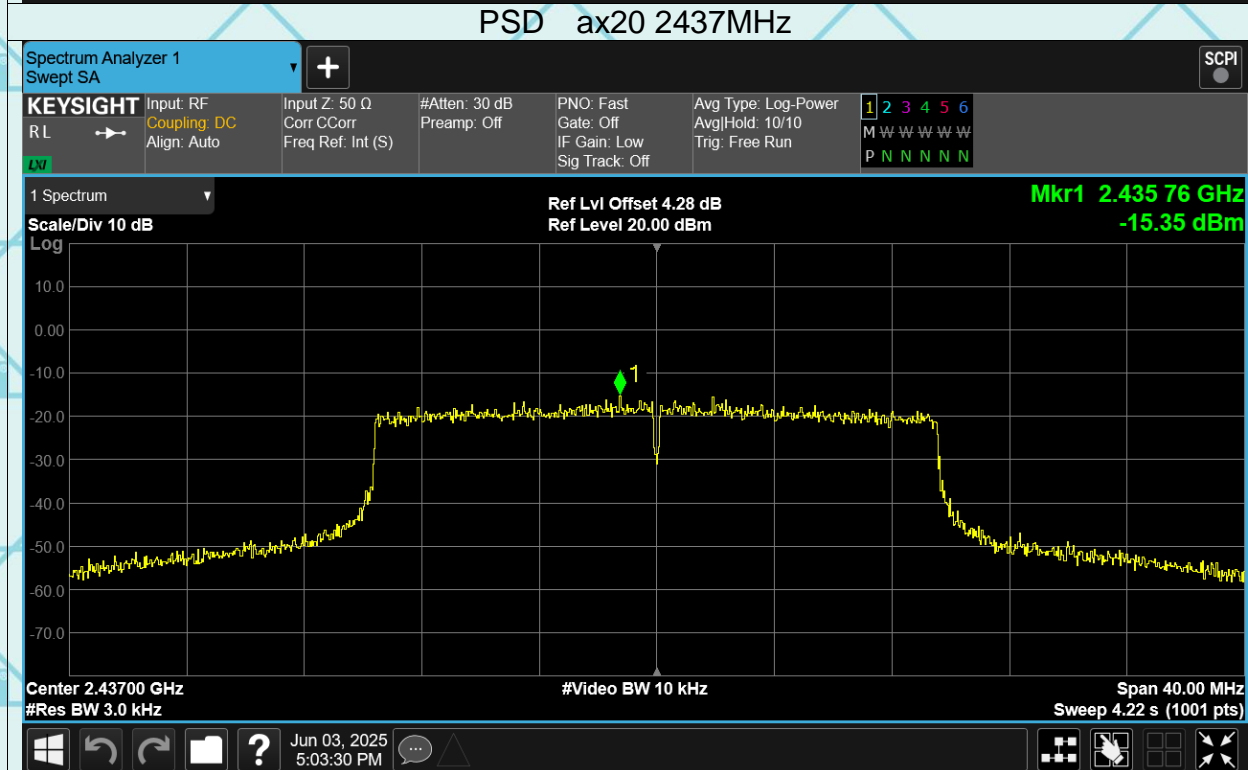 PSD ax20 2437MHz
Spectrum Analyzer 1
Swept SA
SCPI
KEYSIGHT
R L
LXI
Input: RF
Coupling: DC
Align: Auto
Input Z: 50 Ω
Corr CCorr
Freq Ref: Int (S)
#Atten: 30 dB
Preamp: Off
PNO: Fast
Gate: Off
IF Gain: Low
Sig Track: Off
Avg Type: Log-Power
Avg|Hold: 10/10
Trig: Free Run
1 2 3 4 5 6
M W W W W W
P N N N N N
1 Spectrum
Scale/Div 10 dB
Ref Lvl Offset 4.28 dB
Ref Level 20.00 dBm
Mkr1 2.435 76 GHz
-15.35 dBm
Log
10.0
0.00
-10.0
-20.0
-30.0
-40.0
-50.0
-60.0
-70.0
1
Center 2.43700 GHz
#Res BW 3.0 kHz
#Video BW 10 kHz
Span 40.00 MHz
Sweep 4.22 s (1001 pts)
?
Jun 03, 2025
5:03:30 PM